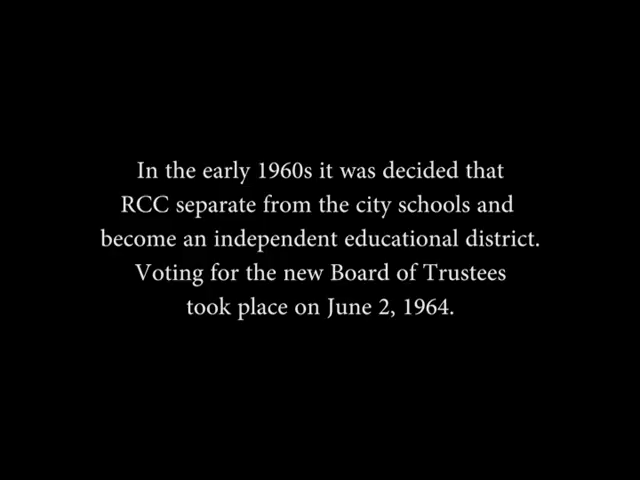 In the early 1960s it was decided that
RCC separate from the city schools and
become an independent educational district.
Voting for the new Board of Trustees
took place on June 2, 1964.